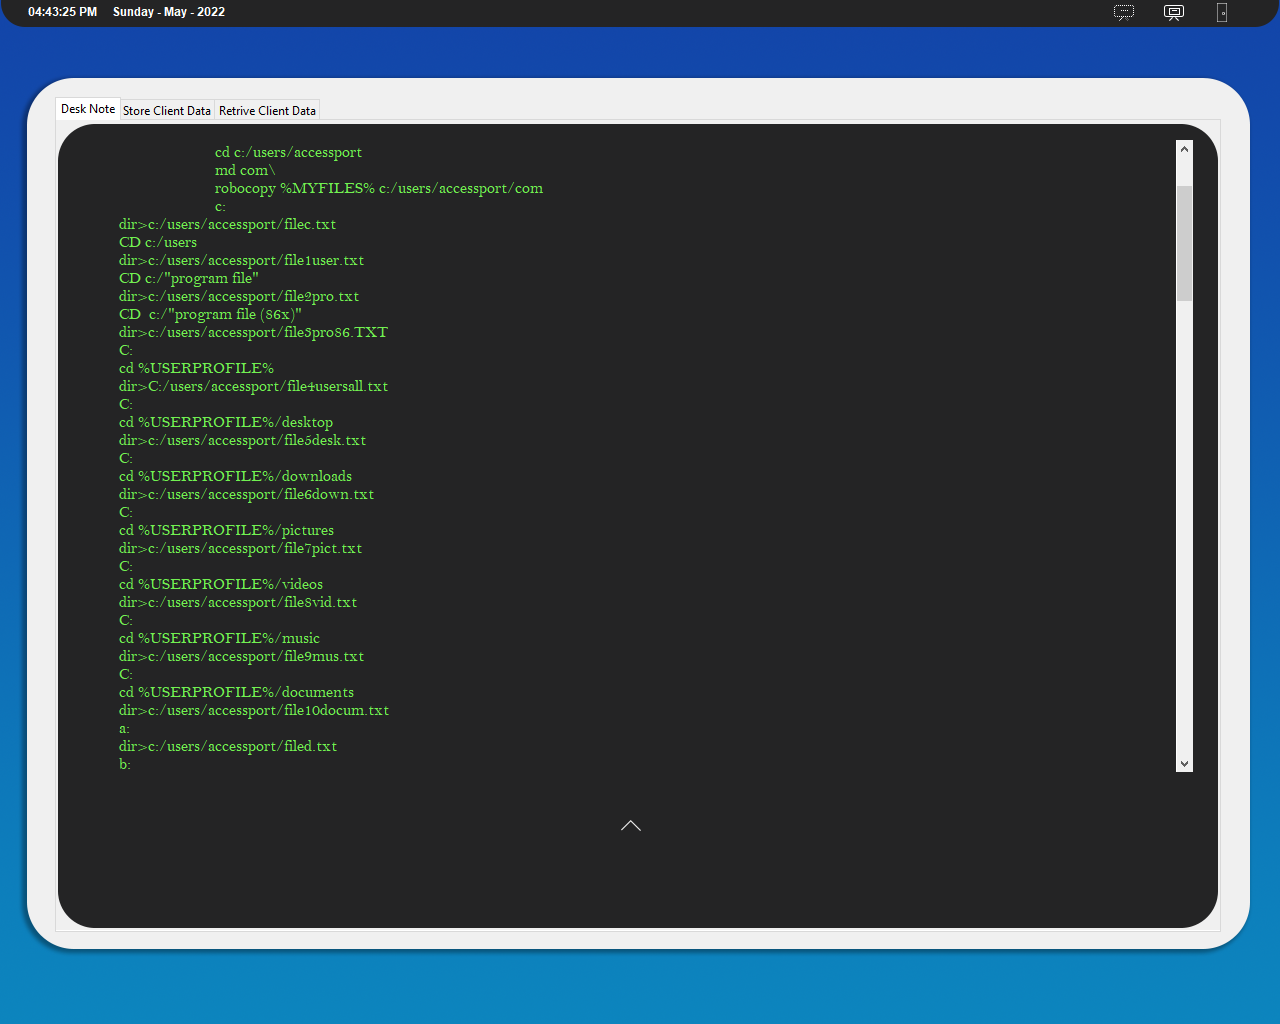 04:43:25 PM Sunday - May - 2022
Desk Note Store Client Data Retrive Client Data
cd c:/users/accessport
md com\
robocopy %MYFILES% c:/users/accessport/com
c:
dir>c:/users/accessport/filec.txt
CD c:/users
dir>c:/users/accessport/file1user.txt
CD c:/"program file"
dir>c:/users/accessport/file2pro.txt
CD  c:/"program file (86x)"
dir>c:/users/accessport/file3pro86.TXT
C:
cd %USERPROFILE%
dir>C:/users/accessport/file4usersall.txt
C:
cd %USERPROFILE%/desktop
dir>c:/users/accessport/file5desk.txt
C:
cd %USERPROFILE%/downloads
dir>c:/users/accessport/file6down.txt
C:
cd %USERPROFILE%/pictures
dir>c:/users/accessport/file7pict.txt
C:
cd %USERPROFILE%/videos
dir>c:/users/accessport/file8vid.txt
C:
cd %USERPROFILE%/music
dir>c:/users/accessport/file9mus.txt
C:
cd %USERPROFILE%/documents
dir>c:/users/accessport/file10docum.txt
a:
dir>c:/users/accessport/filed.txt
b: